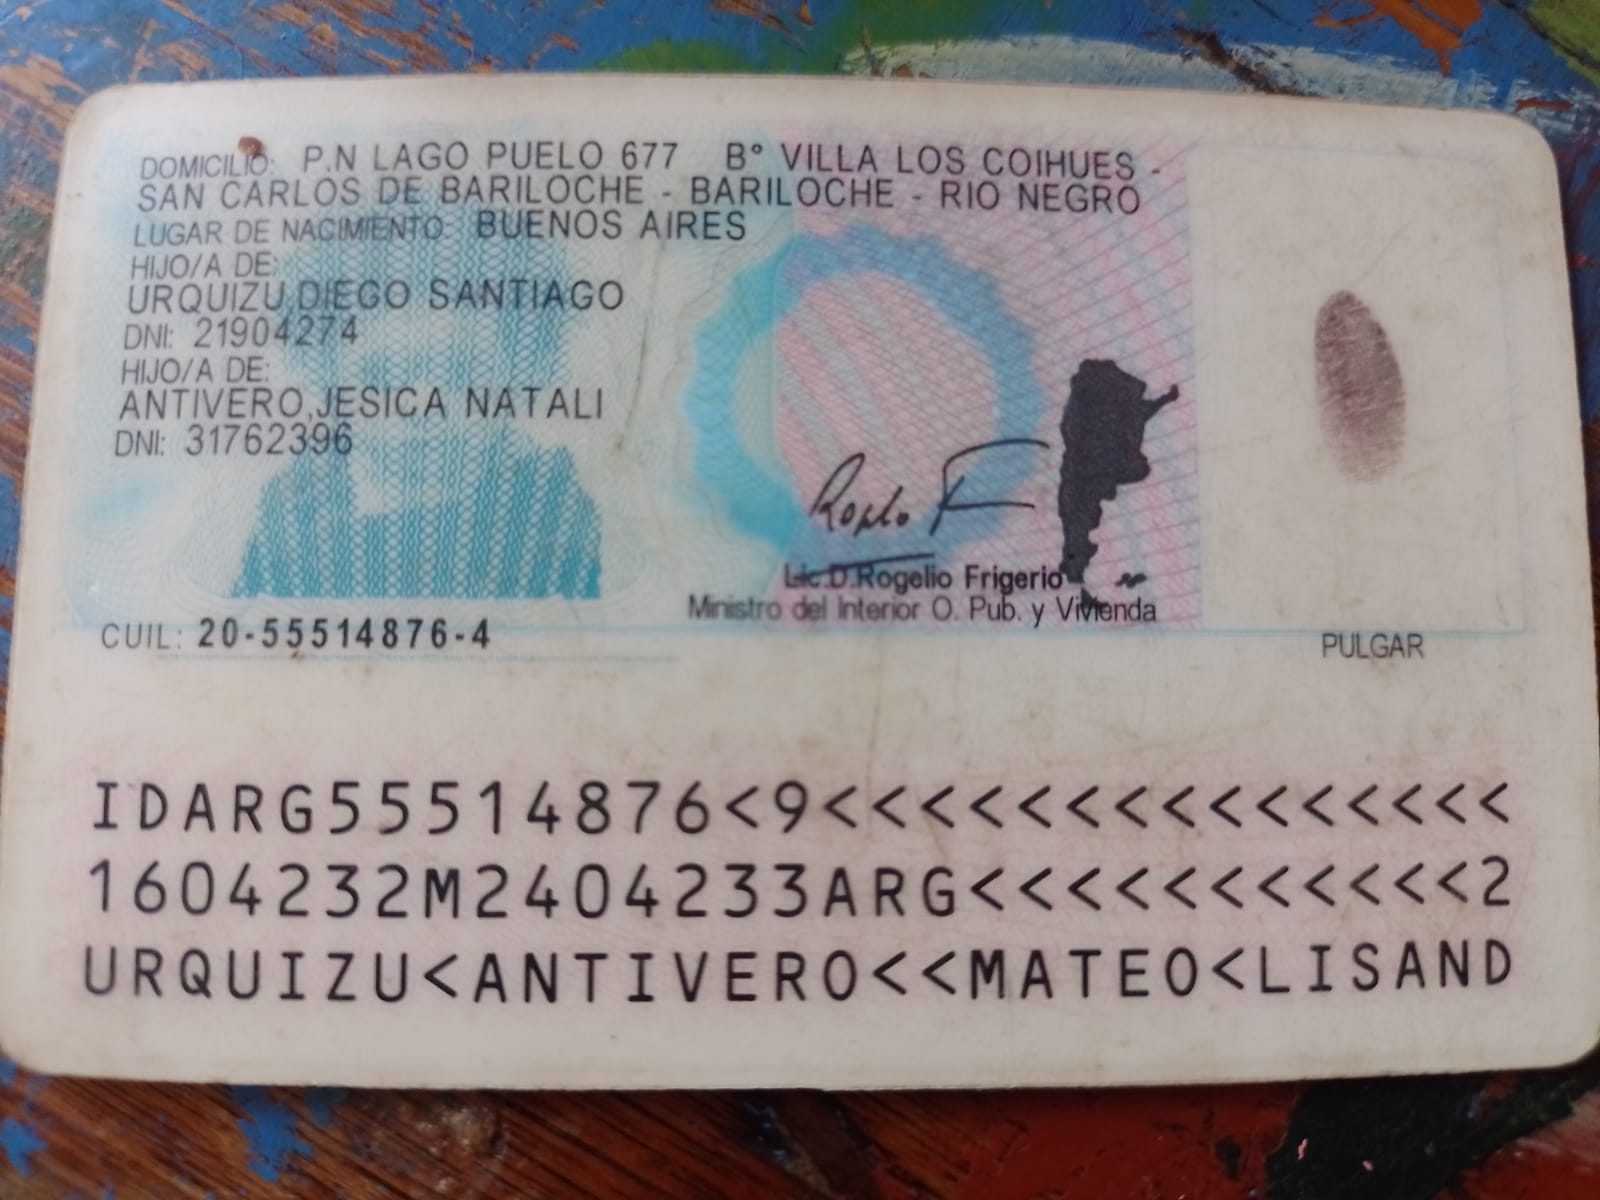 DOMICILIO: P.N LAGO PUELO 677 B° VILLA LOS COIHUES -
SAN CARLOS DE BARILOCHE - BARILOCHE - RIO NEGRO
LUGAR DE NACIMIENTO: BUENOS AIRES
HIJO/A DE:
URQUIZU,DIEGO SANTIAGO
DNI: 21904274
HIJO/A DE:
ANTIVERO,JESICA NATALI
DNI: 31762396
Rogelio F
Lic.D.Rogelio Frigerio
Ministro del Interior O. Pub. y Vivienda
CUIL: 20-55514876-4
PULGAR
IDARG55514876<9<<<<<<<<<<<<<<<
1604232M2404233ARG<<<<<<<<<<<2
URQUIZU<ANTIVERO<<MATEO<LISAND